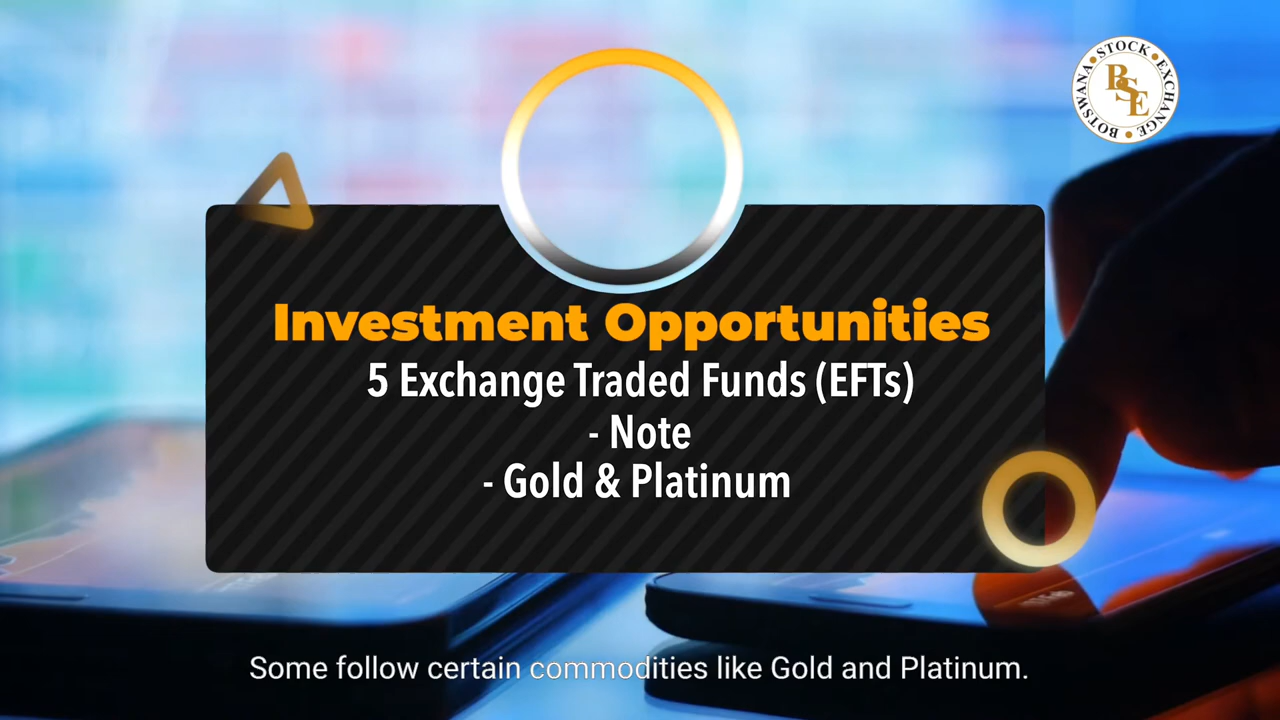 BOTSWANA • STOCK • EXCHANGE •
BSE
Investment Opportunities
5 Exchange Traded Funds (EFTs)
- Note
- Gold & Platinum
Some follow certain commodities like Gold and Platinum.